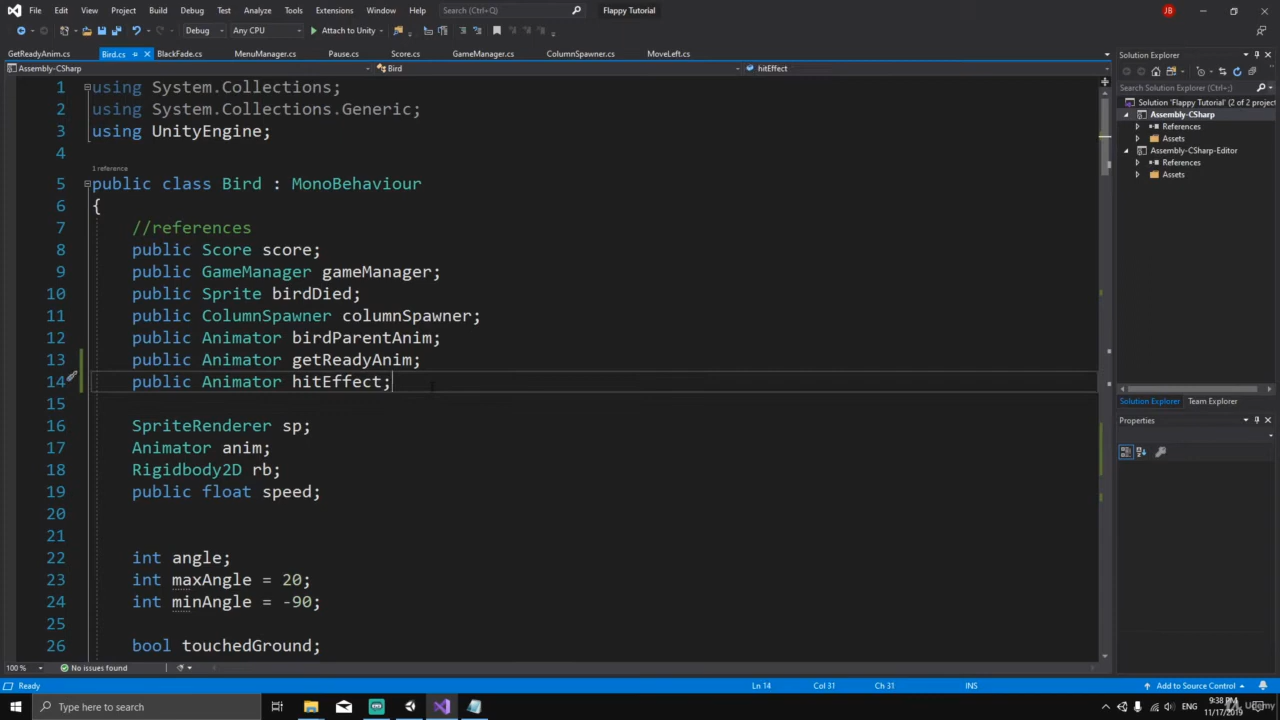 File Edit View Project Build Debug Test Analyze Tools Extensions Window Help Search (Ctrl+Q) Flappy Tutorial JB
Debug Any CPU Attach to Unity
GetReadyAnim.cs Bird.cs BlackFade.cs MenuManager.cs Pause.cs Score.cs GameManager.cs ColumnSpawner.cs MoveLeft.cs
Assembly-CSharp Bird hitEffect
1 using System.Collections;
2 using System.Collections.Generic;
3 using UnityEngine;
4
1 reference
5 public class Bird : MonoBehaviour
6 {
7 //references
8 public Score score;
9 public GameManager gameManager;
10 public Sprite birdDied;
11 public ColumnSpawner columnSpawner;
12 public Animator birdParentAnim;
13 public Animator getReadyAnim;
14 public Animator hitEffect;
15
16 SpriteRenderer sp;
17 Animator anim;
18 Rigidbody2D rb;
19 public float speed;
20
21
22 int angle;
23 int maxAngle = 20;
24 int minAngle = -90;
25
26 bool touchedGround;
100 % No issues found
Solution Explorer
Search Solution Explorer (Ctrl+;)
Solution 'Flappy Tutorial' (2 of 2 project
Assembly-CSharp
References
Assets
Assembly-CSharp-Editor
References
Assets
Solution Explorer Team Explorer
Properties
Ready Ln 14 Col 31 Ch 31 INS Add to Source Control
Type here to search
9:38 PM
11/17/2019
Udemy